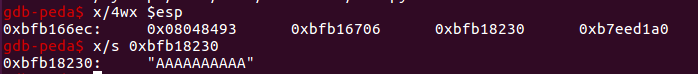 gdb-peda$ x/4wx $esp
0xbfb166ec: 0x08048493 0xbfb16706 0xbfb18230 0xb7eed1a0
gdb-peda$ x/s 0xbfb18230
0xbfb18230: "AAAAAAAAAA"